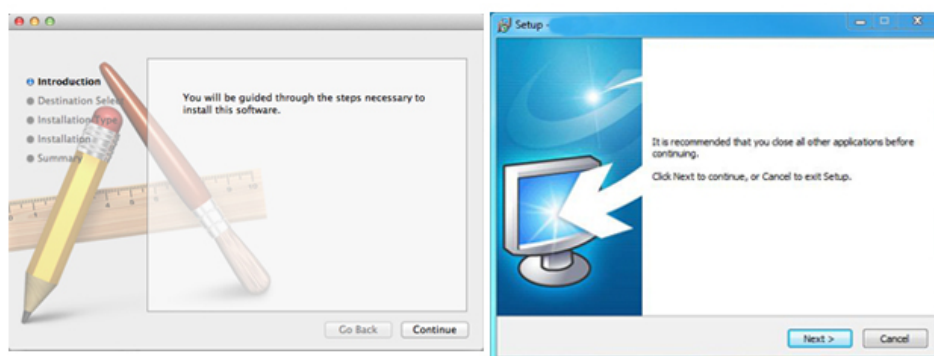 Introduction
Destination Select
Installation Type
Installation
Summary
You will be guided through the steps necessary to
install this software.
Go Back
Continue
Setup -
It is recommended that you close all other applications before
continuing.
Click Next to continue, or Cancel to exit Setup.
Next >
Cancel